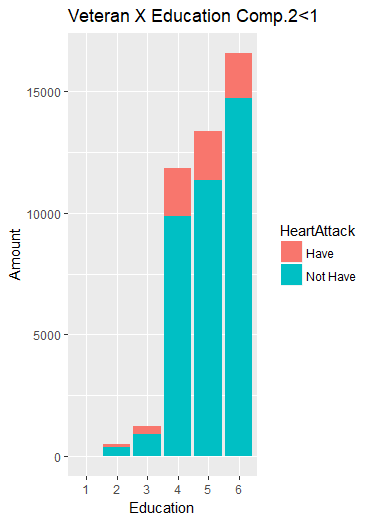 Veteran X Education Comp.2<1
15000
10000
5000
0
Amount
1 2 3 4 5 6
Education
HeartAttack
Have
Not Have